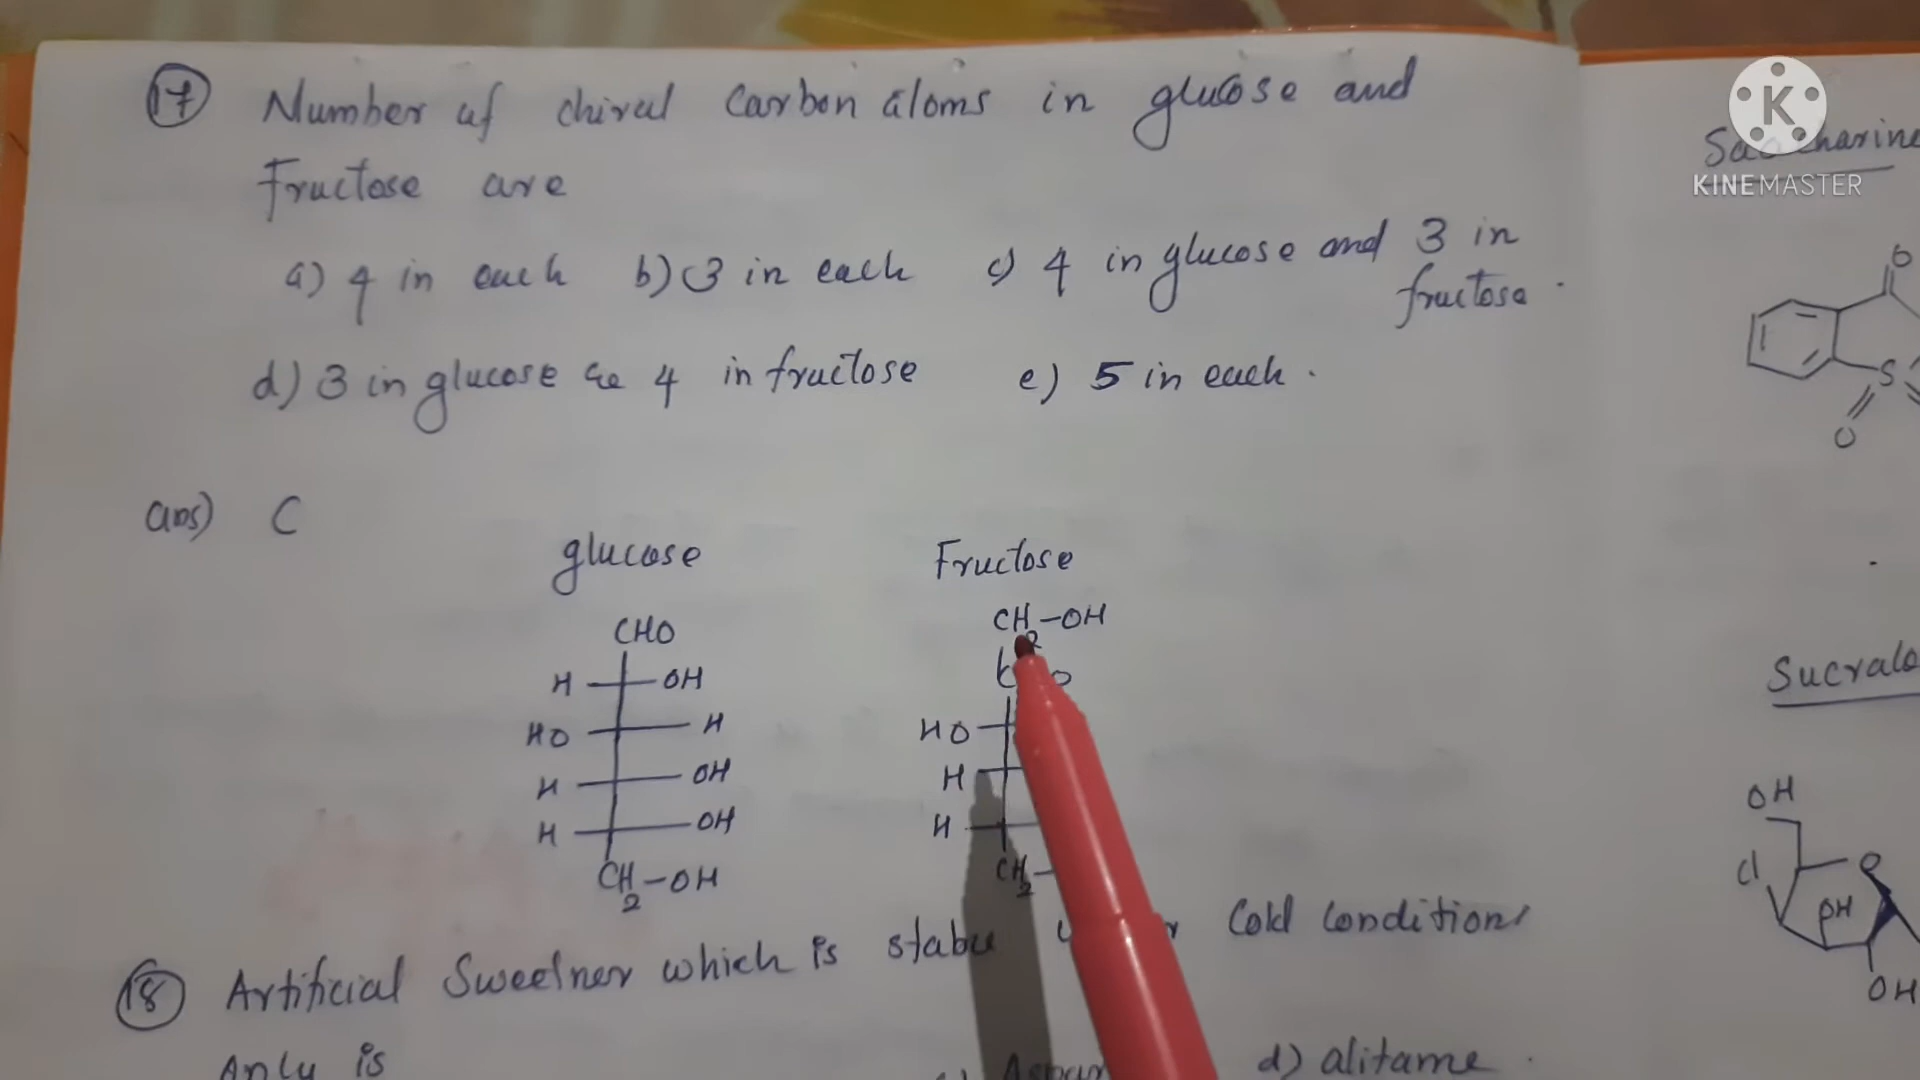 17 Number of chiral Carbon atoms in glucose and
Fructose are
a) 4 in each b) 3 in each c) 4 in glucose and 3 in
fructose.
d) 3 in glucose & 4 in fructose e) 5 in each.
ans) C
glucose
Fructose
CHO
H OH
HO H
H OH
H OH
CH2-OH
CH2-OH
HO
H
H
CH2-
18 Artificial Sweetner which is stable Cold conditions
Only is
d) alitame.
KINEMASTER
Saccharine
O
S
O
OH
Cl
O
OH
OH